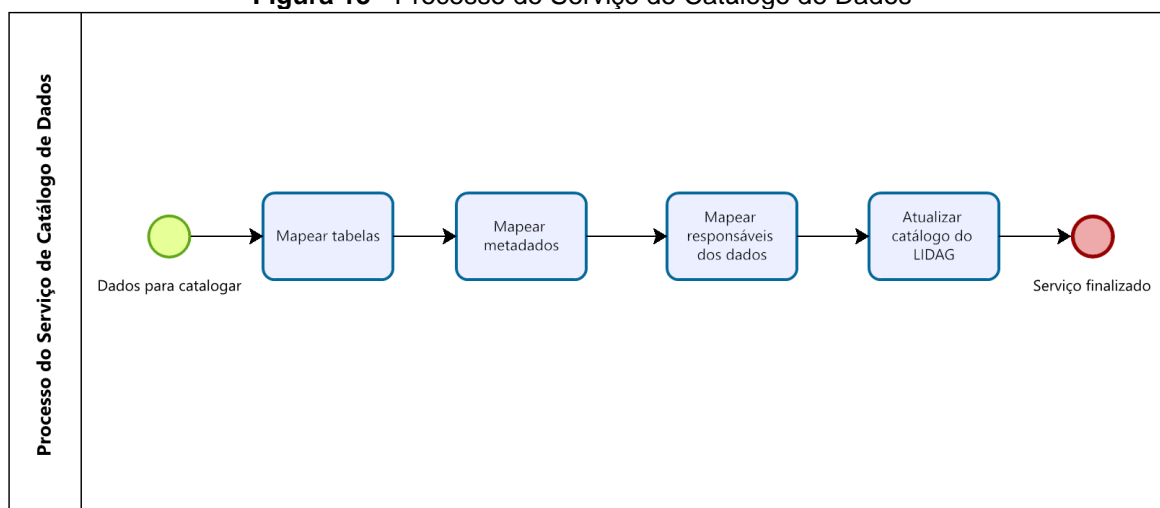 Figura - Processo do Serviço de Catálogo de Dados
Processo do Serviço de Catálogo de Dados
Dados para catalogar
Mapear tabelas
Mapear
metadados
Mapear
responsáveis
dos dados
Atualizar
catálogo do
LIDAG
Serviço finalizado